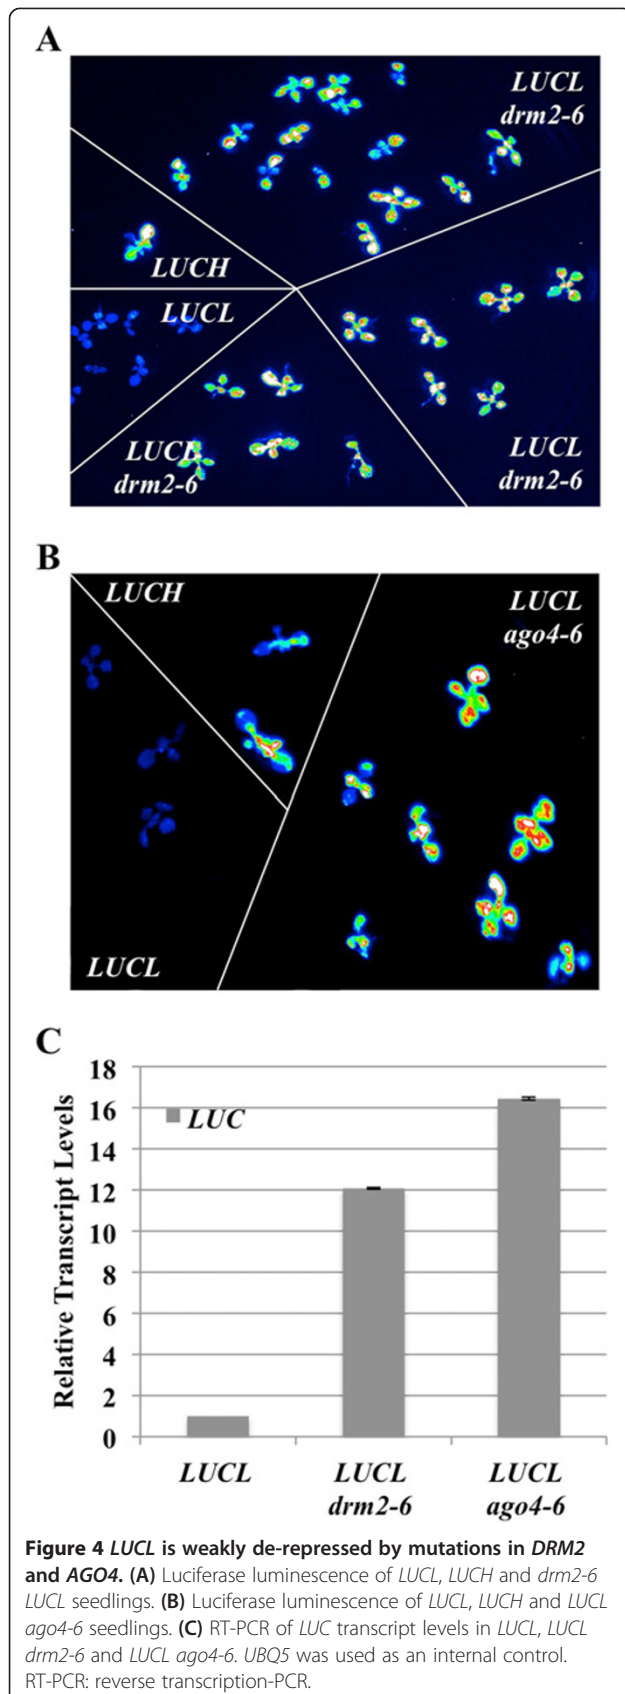 A
LUCL
drm2-6
LUCH
LUCL
LUCL
drm2-6
LUCL
drm2-6
B
LUCH
LUCL
ago4-6
LUCL
C
18
16
14
12
10
8
6
4
2
0
Relative Transcript Levels
LUC
LUCL
LUCL
drm2-6
LUCL
ago4-6
Figure 4 LUCL is weakly de-repressed by mutations in DRM2
and AGO4. (A) Luciferase luminescence of LUCL, LUCH and drm2-6
LUCL seedlings. (B) Luciferase luminescence of LUCL, LUCH and LUCL
ago4-6 seedlings. (C) RT-PCR of LUC transcript levels in LUCL, LUCL
drm2-6 and LUCL ago4-6. UBQ5 was used as an internal control.
RT-PCR: reverse transcription-PCR.